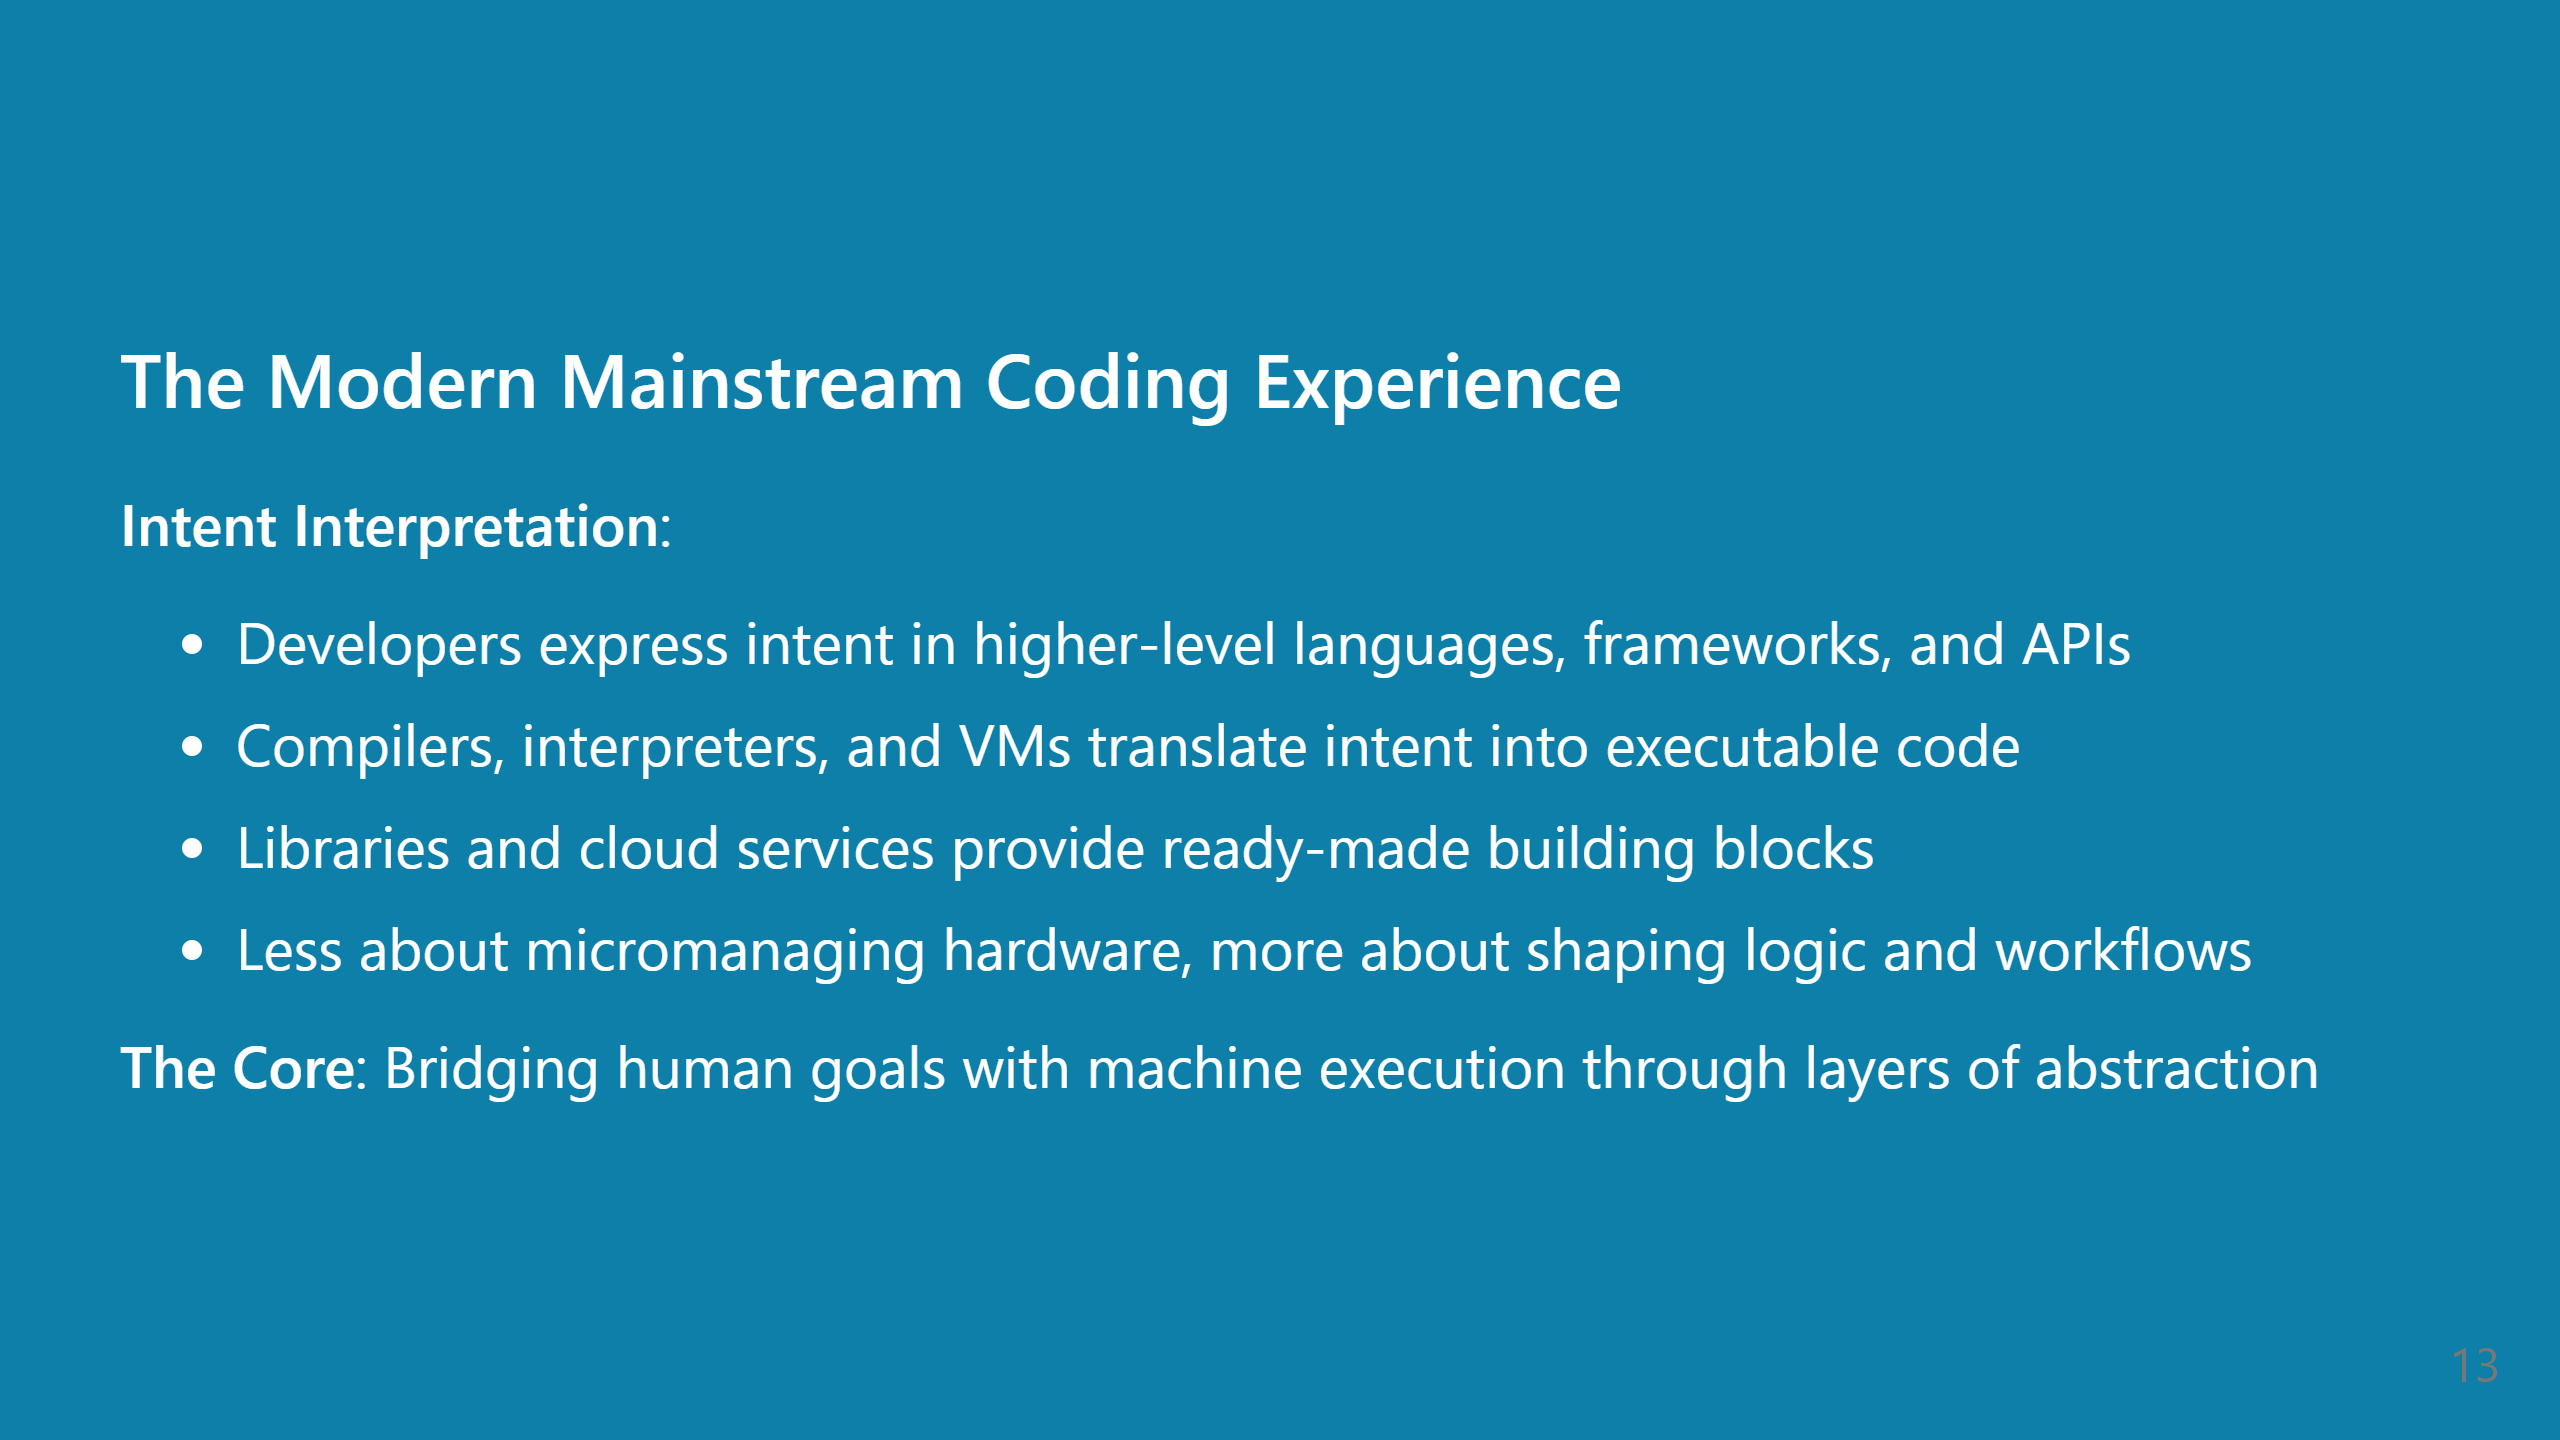 The Modern Mainstream Coding Experience
Intent Interpretation:
• Developers express intent in higher-level languages, frameworks, and APIs
• Compilers, interpreters, and VMs translate intent into executable code
• Libraries and cloud services provide ready-made building blocks
• Less about micromanaging hardware, more about shaping logic and workflows
The Core: Bridging human goals with machine execution through layers of abstraction
13